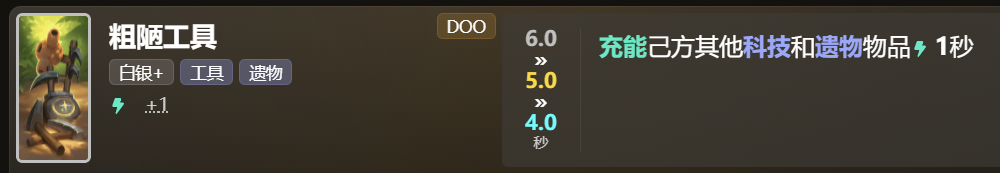 粗陋工具
DOO
白银+
工具
遗物
+1
6.0
»
5.0
»
4.0
秒
充能己方其他科技和遗物物品 1秒